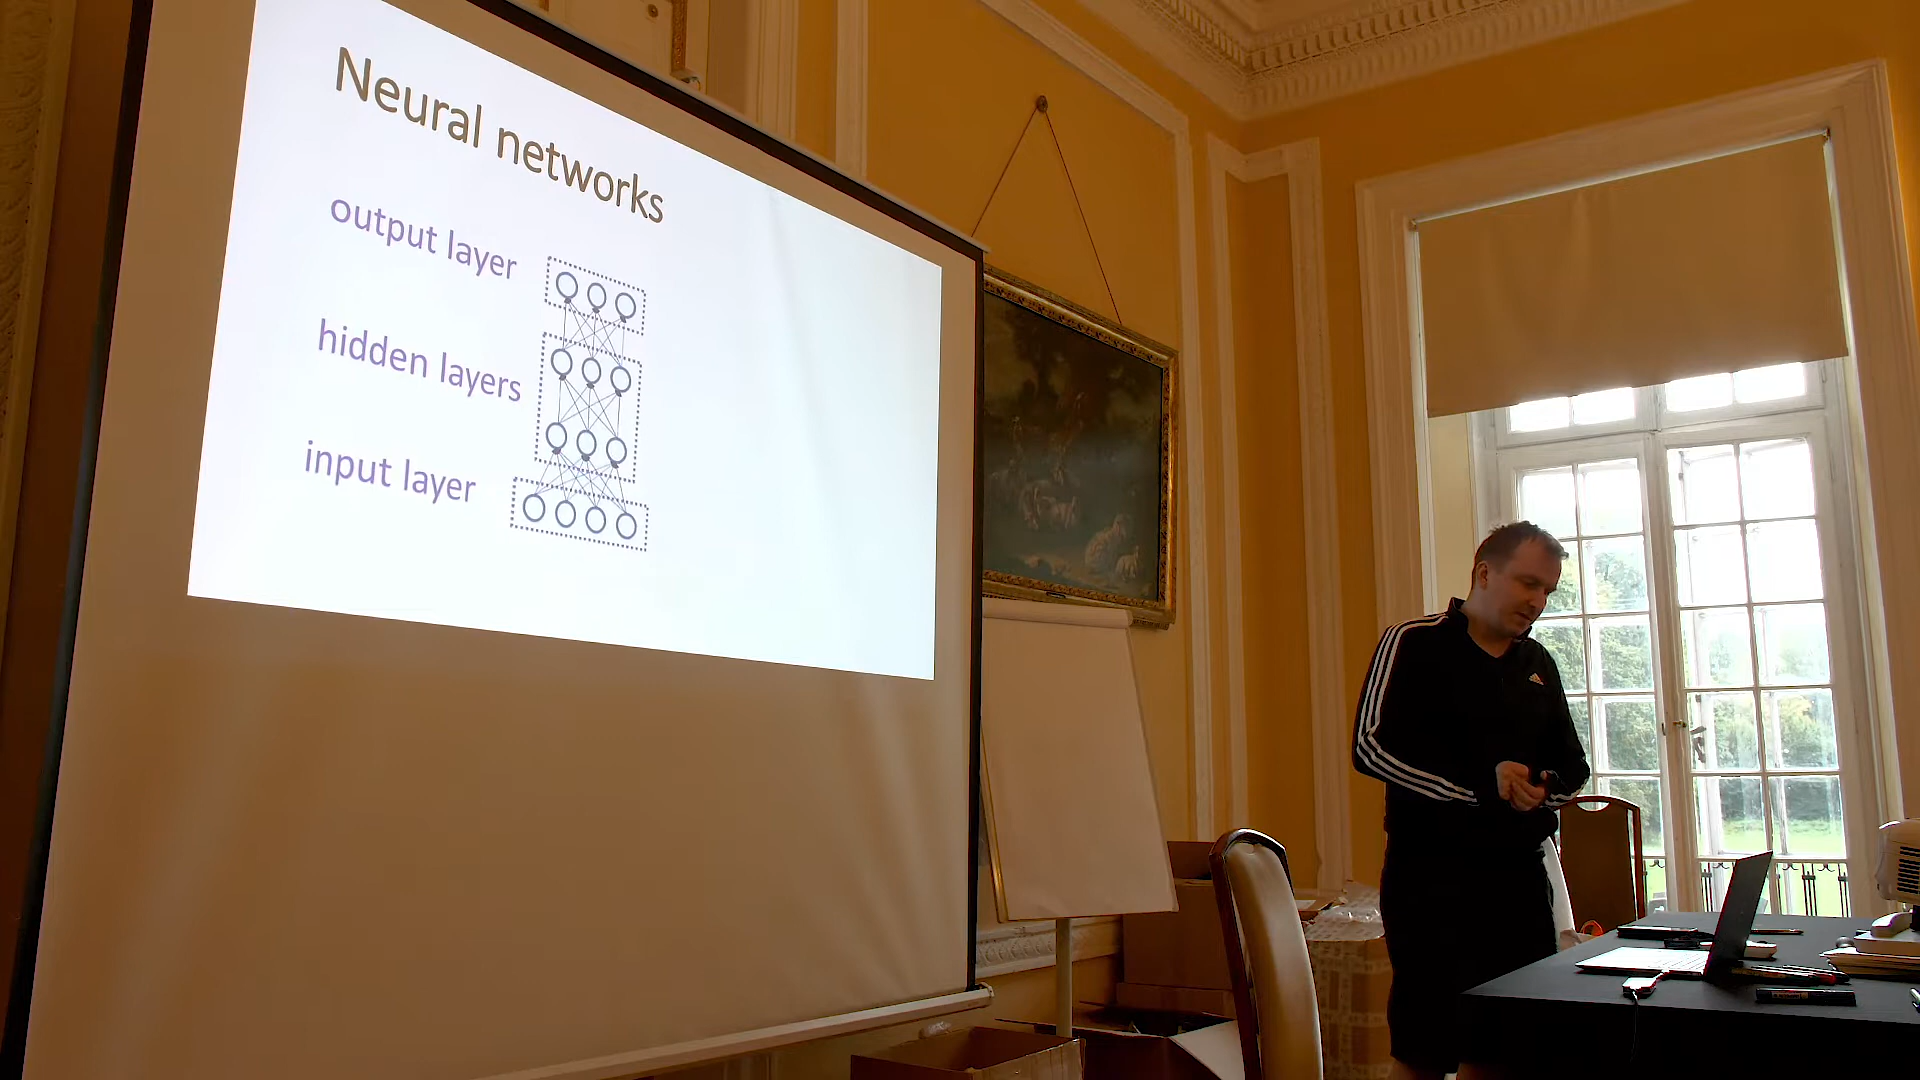 Neural networks
output layer
hidden layers
input layer